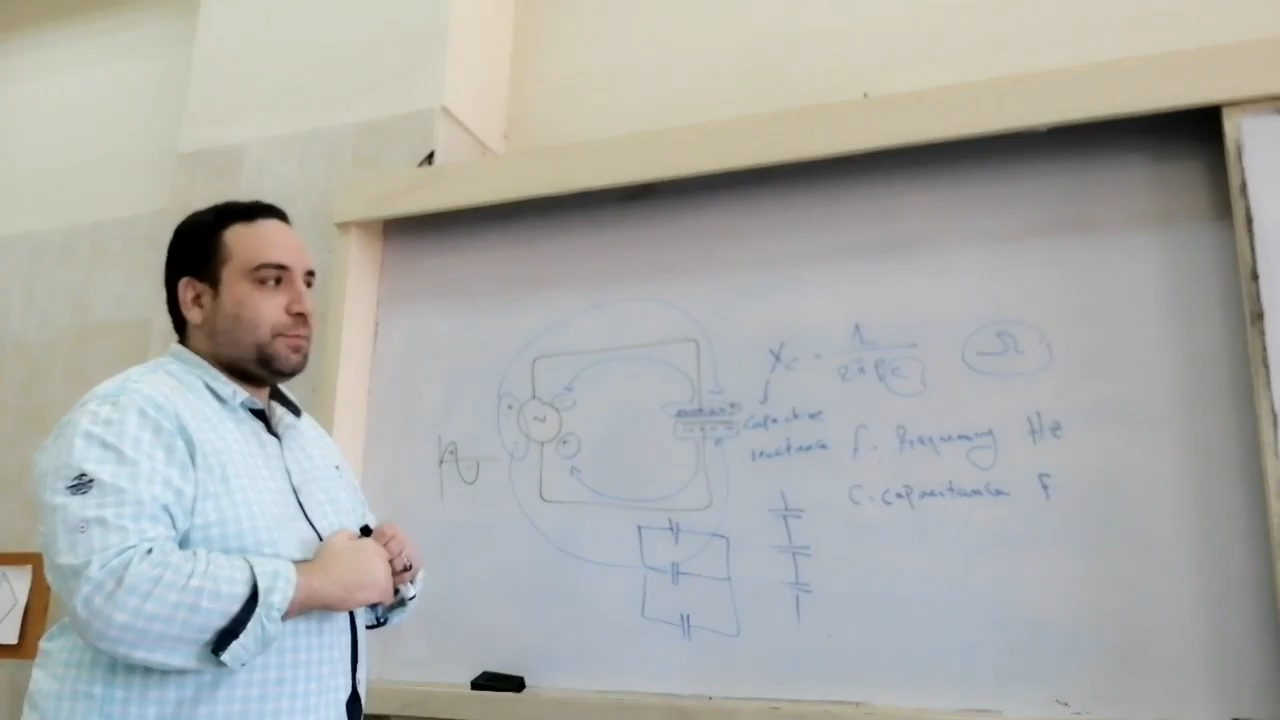 Xc = 1 / 2πfC Ω
Capacitive
reactance
f: frequency Hz
C: capacitance F